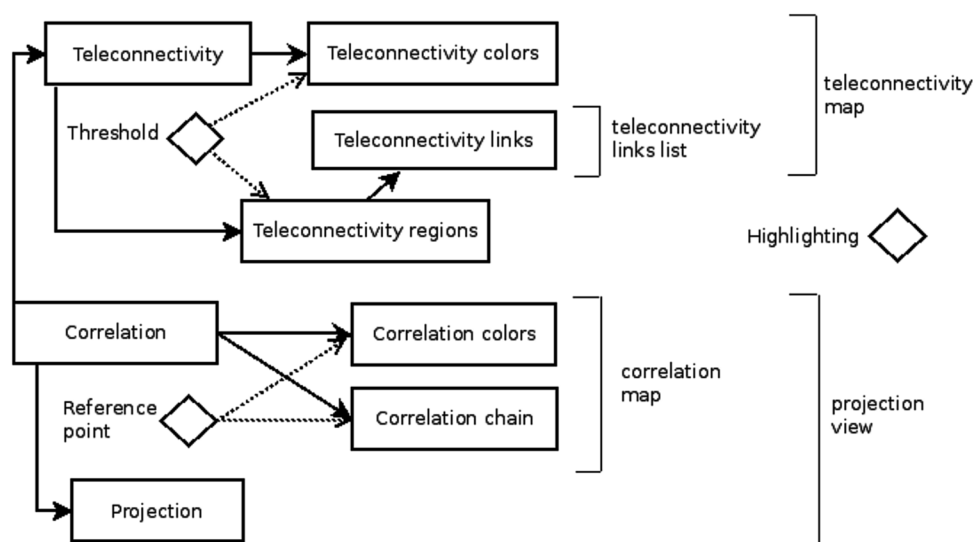 Teleconnectivity
Teleconnectivity colors
teleconnectivity
map
Threshold
Teleconnectivity links
teleconnectivity
links list
Teleconnectivity regions
Highlighting
Correlation
Correlation colors
correlation
map
Reference
point
Correlation chain
projection
view
Projection